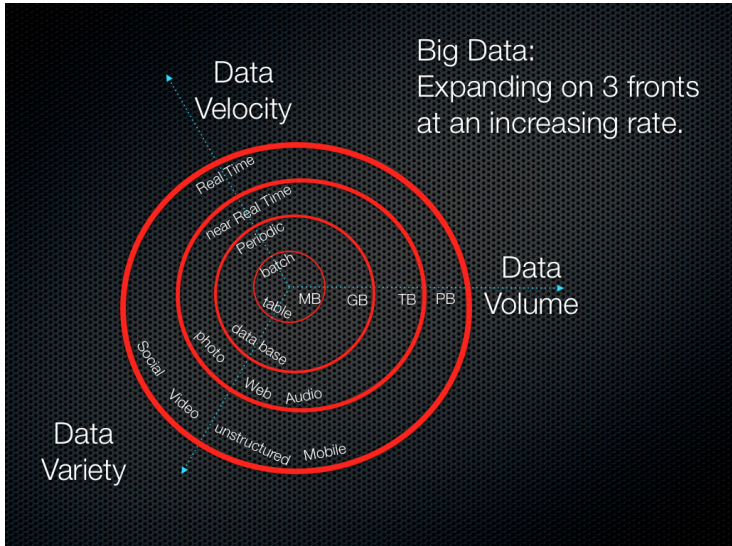 Big Data:
Expanding on 3 fronts
at an increasing rate.
Data
Velocity
Real Time
near Real Time
Periodic
batch
table
MB
GB
TB
PB
Data
Volume
data base
photo
Web
Audio
Social
Video
unstructured
Mobile
Data
Variety